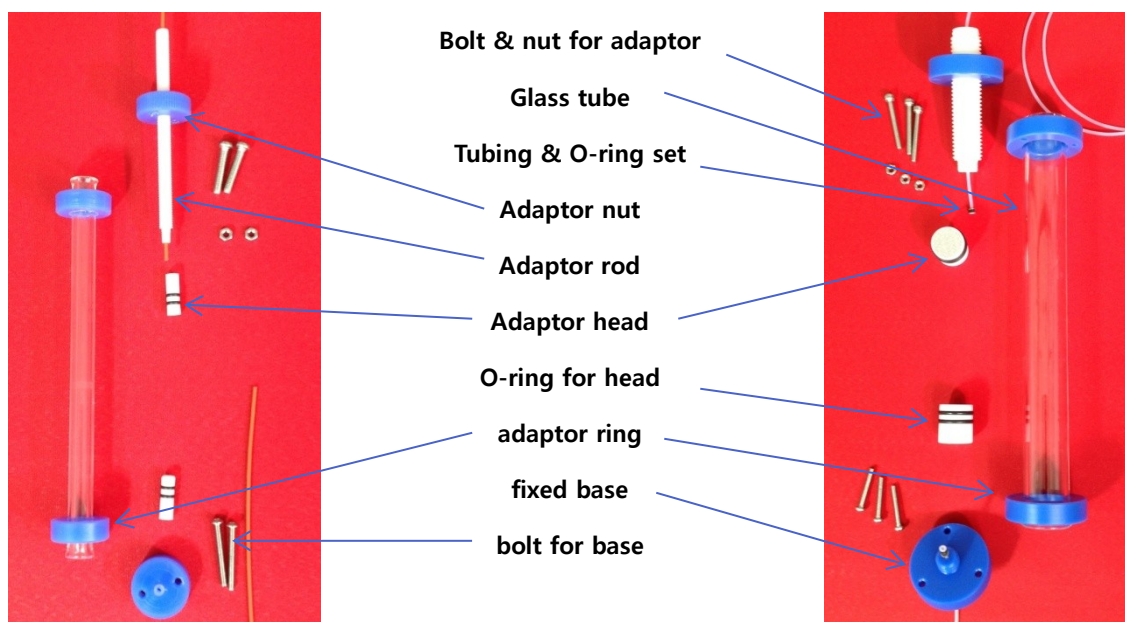 Bolt & nut for adaptor
Glass tube
Tubing & O-ring set
Adaptor nut
Adaptor rod
Adaptor head
O-ring for head
adaptor ring
fixed base
bolt for base